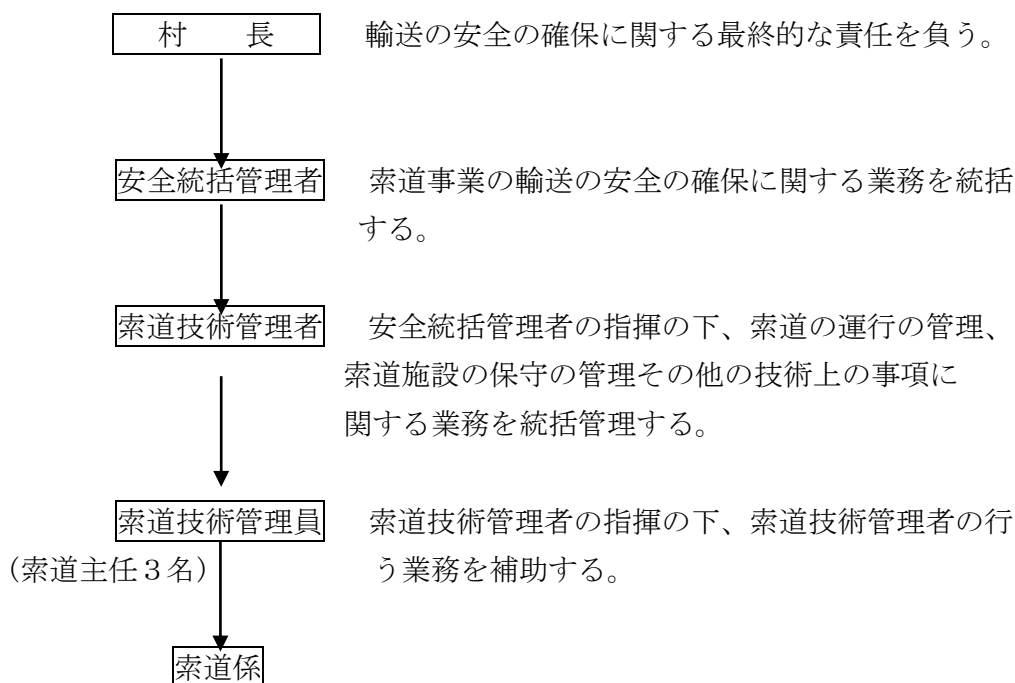 村　　長　輸送の安全の確保に関する最終的な責任を負う。
安全統括管理者　索道事業の輸送の安全の確保に関する業務を統括
する。
索道技術管理者　安全統括管理者の指揮の下、索道の運行の管理、
索道施設の保守の管理その他の技術上の事項に
関する業務を統括管理する。
索道技術管理員　索道技術管理者の指揮の下、索道技術管理者の行
（索道主任３名）　う業務を補助する。
索道係